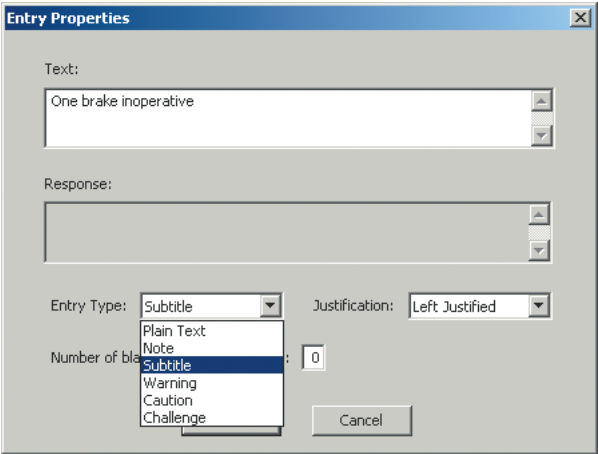 Entry Properties
Text:
One brake inoperative
Response:
Entry Type: Subtitle Justification: Left Justified
Plain Text
Note
Number of bla : 0
Subtitle
Warning
Caution
Challenge
Cancel